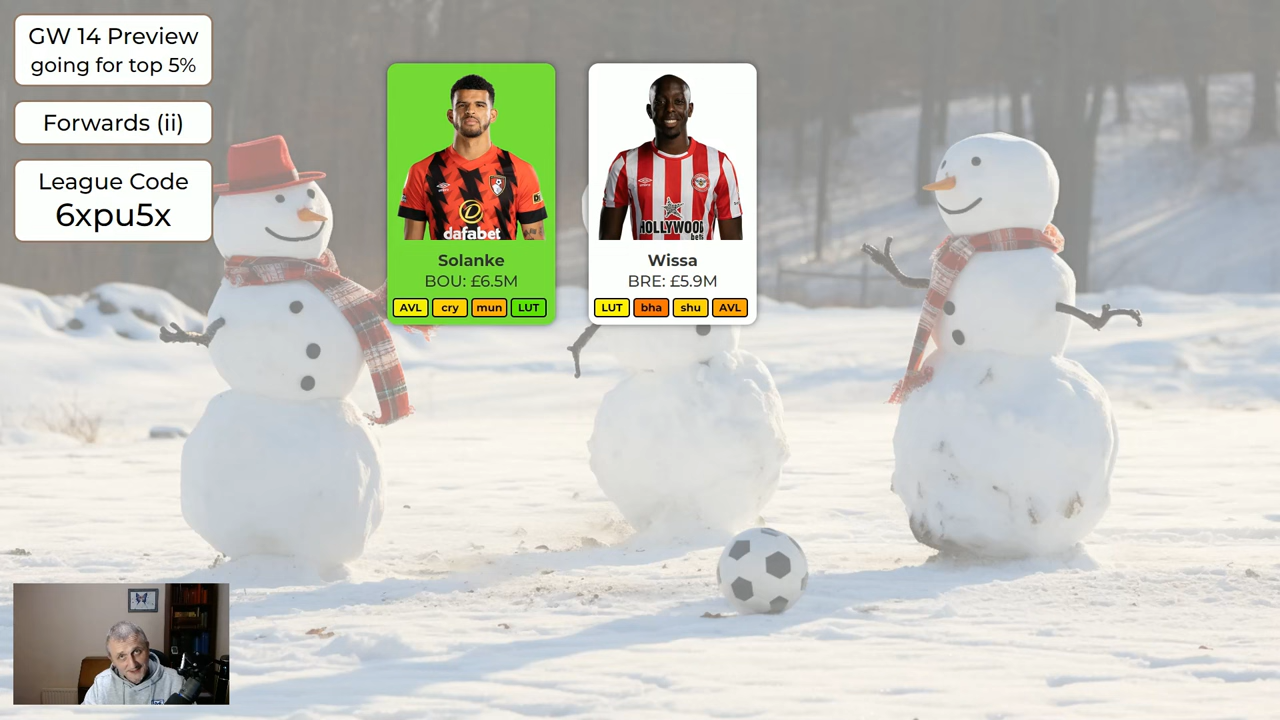 GW 14 Preview
going for top 5%
Forwards (ii)
League Code
6xpu5x
dafabet
Solanke
BOU: £6.5M
AVL cry mun LUT
HOLLYWOOD
bets
Wissa
BRE: £5.9M
LUT bha shu AVL